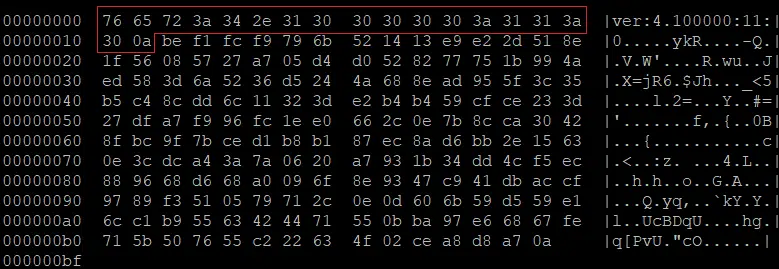 00000000  76 65 72 3a 34 2e 31 30  30 30 30 30 3a 31 31 3a  |ver:4.100000:11:|
00000010  30 0a be f1 fc f9 79 6b  52 14 13 e9 e2 2d 51 8e  |0.....ykR....-Q.|
00000020  1f 56 08 57 27 a7 05 d4  d0 52 82 77 75 1b 99 4a  |.V.W'....R.wu..J|
00000030  ed 58 3d 6a 52 36 d5 24  4a 68 8e ad 95 5f 3c 35  |.X=jR6.$Jh..._<5|
00000040  b5 c4 8c dd 6c 11 32 3d  e2 b4 b4 59 cf ce 23 3d  |....l.2=...Y..#=|
00000050  27 df a7 f9 96 fc 1e e0  66 2c 0e 7b 8c ca 30 42  |'.......f,.{..0B|
00000060  8f bc 9f 7b ce d1 b8 b1  87 ec 8a d6 bb 2e 15 63  |...{...........c|
00000070  0e 3c dc a4 3a 7a 06 20  a7 93 1b 34 dd 4c f5 ec  |.<..:z. ...4.L..|
00000080  88 96 68 d6 68 a0 09 6f  8e 93 47 c9 41 db ac cf  |..h.h..o..G.A...|
00000090  97 89 f3 51 05 79 71 2c  0e 0d 60 6b 59 d5 59 e1  |...Q.yq,..`kY.Y.|
000000a0  6c c1 b9 55 63 42 44 71  55 0b ba 97 e6 68 67 fe  |l..UcBDqU....hg.|
000000b0  71 5b 50 76 55 c2 22 63  4f 02 ce a8 d8 a7 0a  |q[PvU."cO......|
000000bf